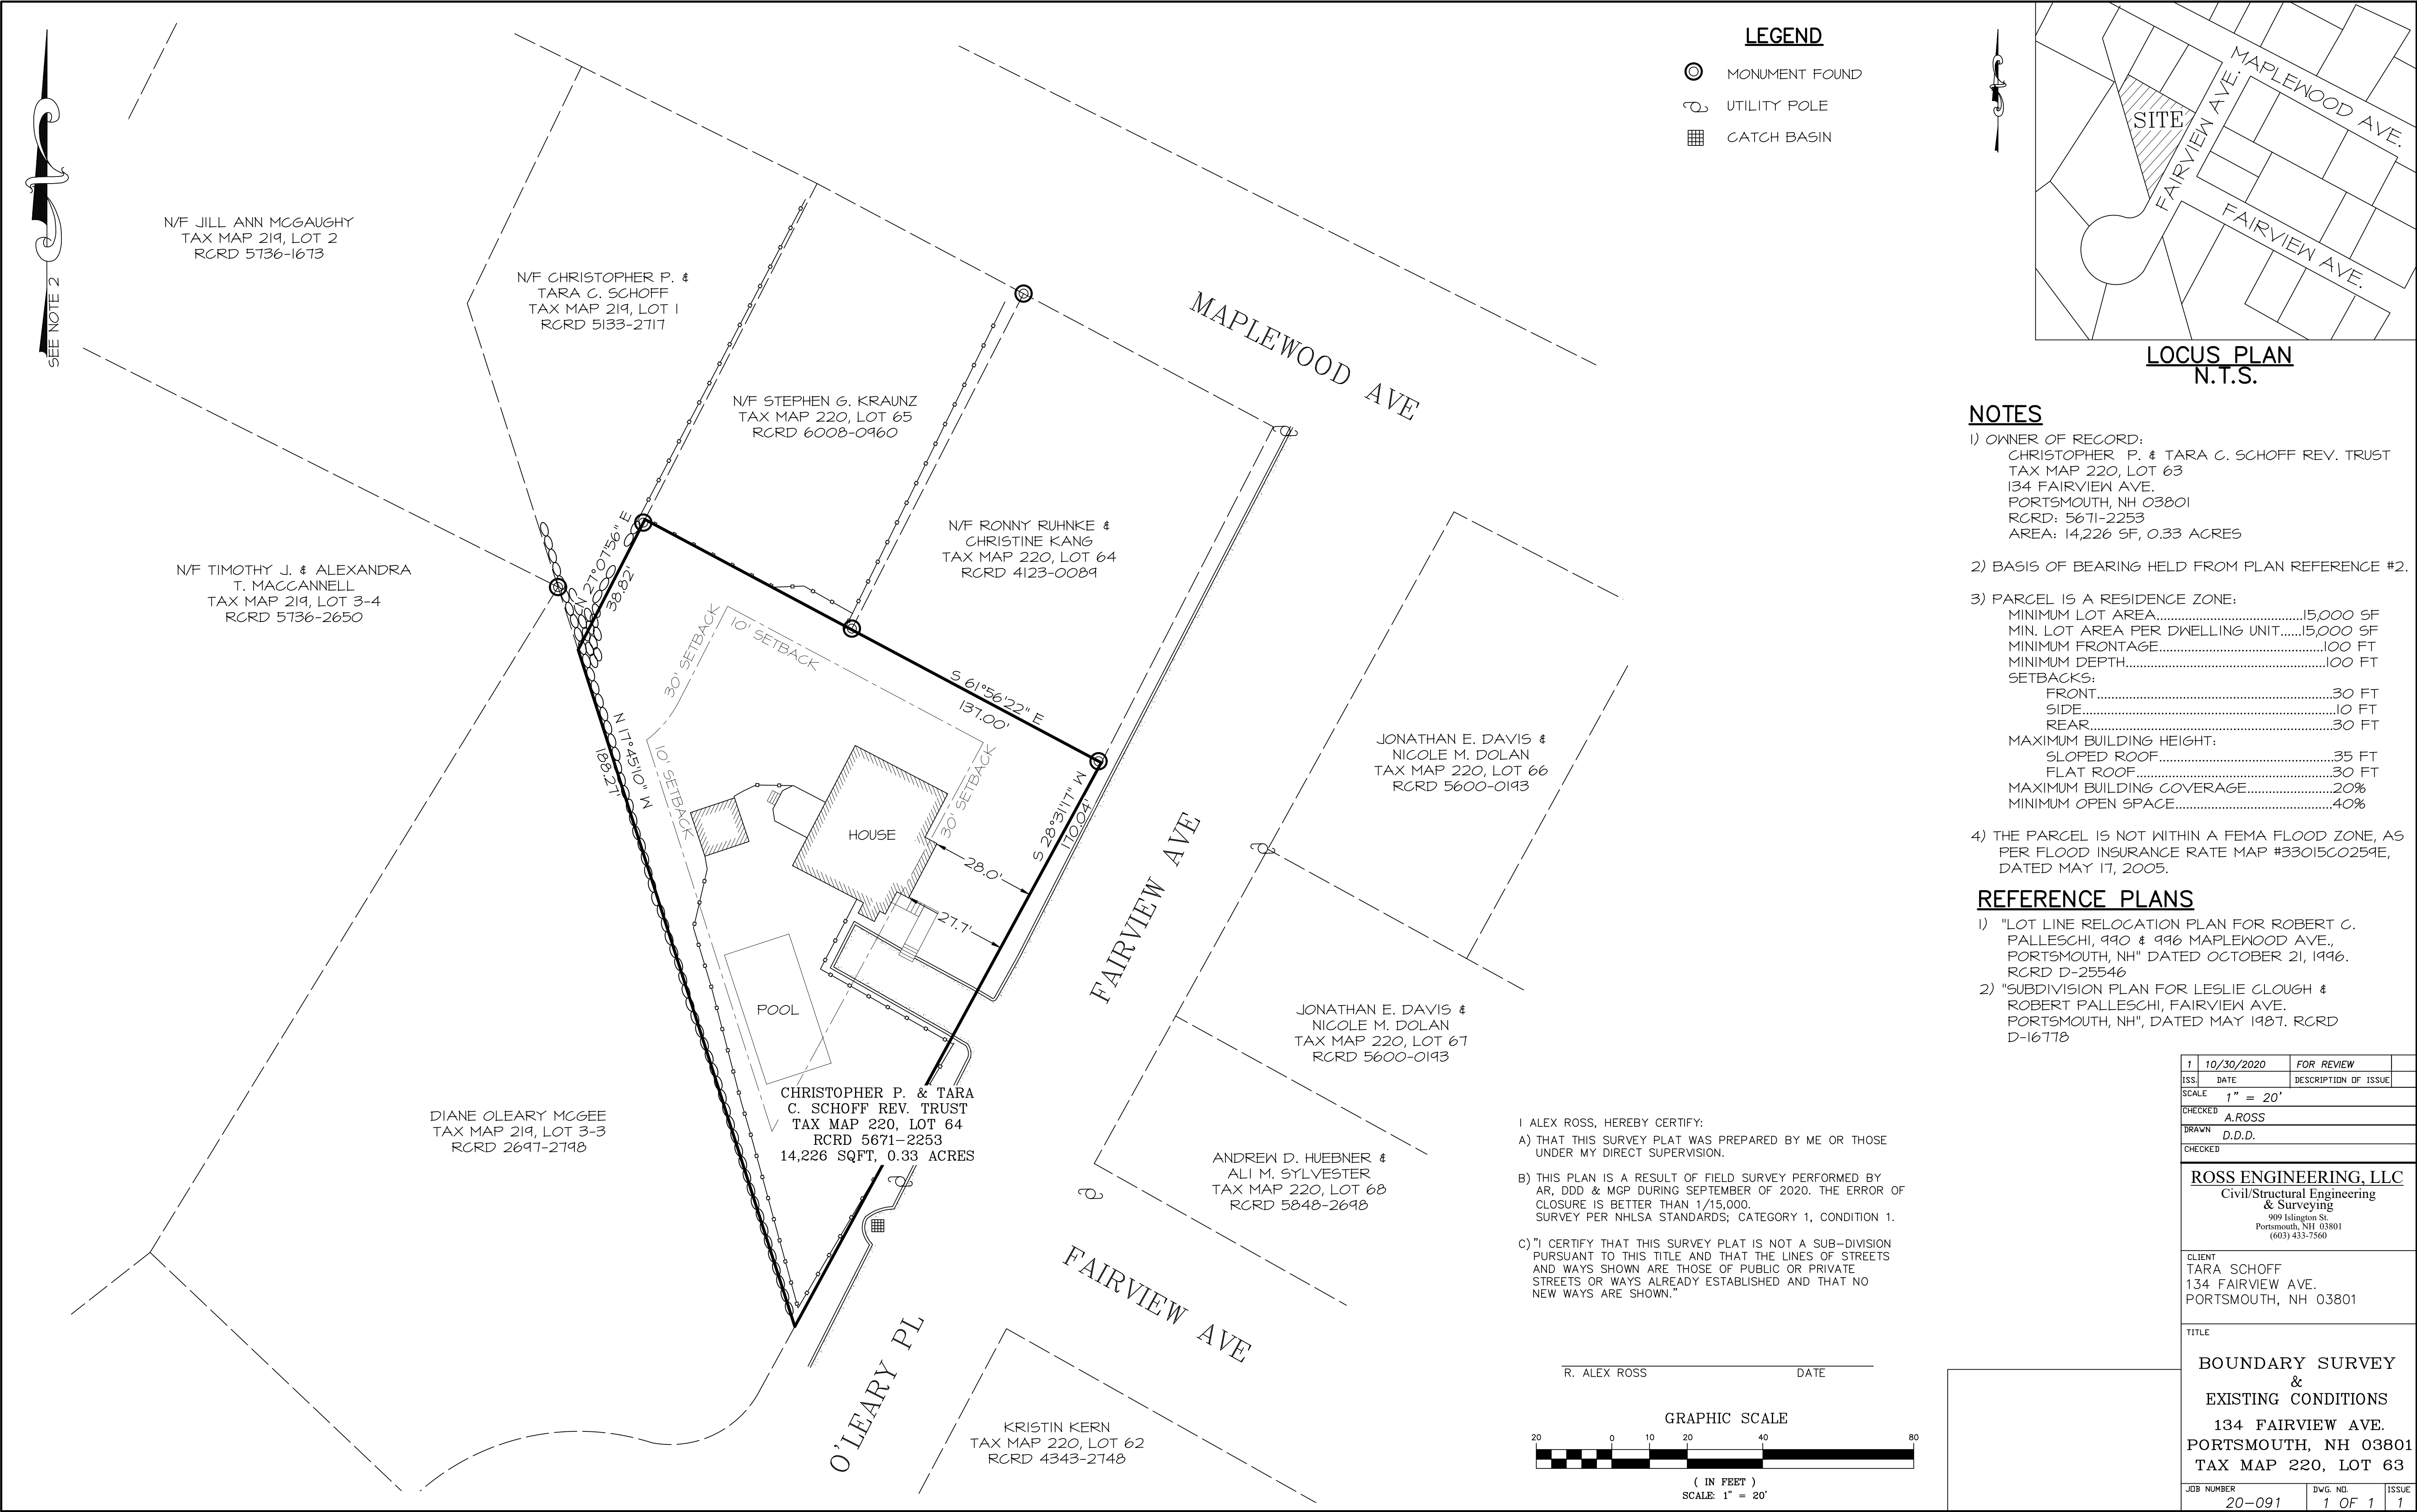 LEGEND
MONUMENT FOUND
UTILITY POLE
CATCH BASIN
SEE NOTE 2
N/F JILL ANN MCGAUGHY
TAX MAP 219, LOT 2
RCRD 5736-1673
N/F CHRISTOPHER P. &
TARA C. SCHOFF
TAX MAP 219, LOT 1
RCRD 5133-2717
N/F STEPHEN G. KRAUNZ
TAX MAP 220, LOT 65
RCRD 6008-0960
N/F RONNY RUHNKE &
CHRISTINE KANG
TAX MAP 220, LOT 64
RCRD 4123-0089
N/F TIMOTHY J. & ALEXANDRA
T. MACCANNELL
TAX MAP 219, LOT 3-4
RCRD 5736-2650
MAPLEWOOD AVE
N 27°07'56" E
38.82'
S 61°56'22" E
137.00'
S 28°31'17" W
170.04'
N 17°45'10" W
188.27'
30' SETBACK
10' SETBACK
10' SETBACK
30' SETBACK
HOUSE
28.0'
27.7'
POOL
FAIRVIEW AVE
JONATHAN E. DAVIS &
NICOLE M. DOLAN
TAX MAP 220, LOT 66
RCRD 5600-0193
JONATHAN E. DAVIS &
NICOLE M. DOLAN
TAX MAP 220, LOT 67
RCRD 5600-0193
CHRISTOPHER P. & TARA
C. SCHOFF REV. TRUST
TAX MAP 220, LOT 64
RCRD 5671-2253
14,226 SQFT, 0.33 ACRES
DIANE OLEARY MCGEE
TAX MAP 219, LOT 3-3
RCRD 2697-2798
ANDREW D. HUEBNER &
ALI M. SYLVESTER
TAX MAP 220, LOT 68
RCRD 5848-2698
FAIRVIEW AVE
O'LEARY PL
KRISTIN KERN
TAX MAP 220, LOT 62
RCRD 4343-2748
MAPLEWOOD AVE.
SITE
FAIRVIEW AVE.
FAIRVIEW AVE.
LOCUS PLAN
N.T.S.
NOTES
1) OWNER OF RECORD:
CHRISTOPHER P. & TARA C. SCHOFF REV. TRUST
TAX MAP 220, LOT 63
134 FAIRVIEW AVE.
PORTSMOUTH, NH 03801
RCRD: 5671-2253
AREA: 14,226 SF, 0.33 ACRES
2) BASIS OF BEARING HELD FROM PLAN REFERENCE #2.
3) PARCEL IS A RESIDENCE ZONE:
MINIMUM LOT AREA...................................15,000 SF
MIN. LOT AREA PER DWELLING UNIT.....15,000 SF
MINIMUM FRONTAGE.......................................100 FT
MINIMUM DEPTH...............................................100 FT
SETBACKS:
FRONT........................................................30 FT
SIDE............................................................10 FT
REAR..........................................................30 FT
MAXIMUM BUILDING HEIGHT:
SLOPED ROOF.........................................35 FT
FLAT ROOF..............................................30 FT
MAXIMUM BUILDING COVERAGE....................20%
MINIMUM OPEN SPACE.....................................40%
4) THE PARCEL IS NOT WITHIN A FEMA FLOOD ZONE, AS
PER FLOOD INSURANCE RATE MAP #33015C0259E,
DATED MAY 17, 2005.
REFERENCE PLANS
1) "LOT LINE RELOCATION PLAN FOR ROBERT C.
PALLESCHI, 990 & 996 MAPLEWOOD AVE.,
PORTSMOUTH, NH" DATED OCTOBER 21, 1996.
RCRD D-25546
2) "SUBDIVISION PLAN FOR LESLIE CLOUGH &
ROBERT PALLESCHI, FAIRVIEW AVE.
PORTSMOUTH, NH", DATED MAY 1987. RCRD
D-16778
I ALEX ROSS, HEREBY CERTIFY:
A) THAT THIS SURVEY PLAT WAS PREPARED BY ME OR THOSE
UNDER MY DIRECT SUPERVISION.
B) THIS PLAN IS A RESULT OF FIELD SURVEY PERFORMED BY
AR, DDD & MGP DURING SEPTEMBER OF 2020. THE ERROR OF
CLOSURE IS BETTER THAN 1/15,000.
SURVEY PER NHLSA STANDARDS; CATEGORY 1, CONDITION 1.
C) "I CERTIFY THAT THIS SURVEY PLAT IS NOT A SUB-DIVISION
PURSUANT TO THIS TITLE AND THAT THE LINES OF STREETS
AND WAYS SHOWN ARE THOSE OF PUBLIC OR PRIVATE
STREETS OR WAYS ALREADY ESTABLISHED AND THAT NO
NEW WAYS ARE SHOWN."
R. ALEX ROSS DATE
GRAPHIC SCALE
20 0 10 20 40 80
( IN FEET )
SCALE: 1" = 20'
1 10/30/2020 FOR REVIEW
ISS. DATE DESCRIPTION OF ISSUE
SCALE 1" = 20'
CHECKED A.ROSS
DRAWN D.D.D.
CHECKED
ROSS ENGINEERING, LLC
Civil/Structural Engineering
& Surveying
909 Islington St.
Portsmouth, NH 03801
(603) 433-7560
CLIENT
TARA SCHOFF
134 FAIRVIEW AVE.
PORTSMOUTH, NH 03801
TITLE
BOUNDARY SURVEY
&
EXISTING CONDITIONS
134 FAIRVIEW AVE.
PORTSMOUTH, NH 03801
TAX MAP 220, LOT 63
JOB NUMBER DWG. NO. ISSUE
20-091 1 OF 1 1